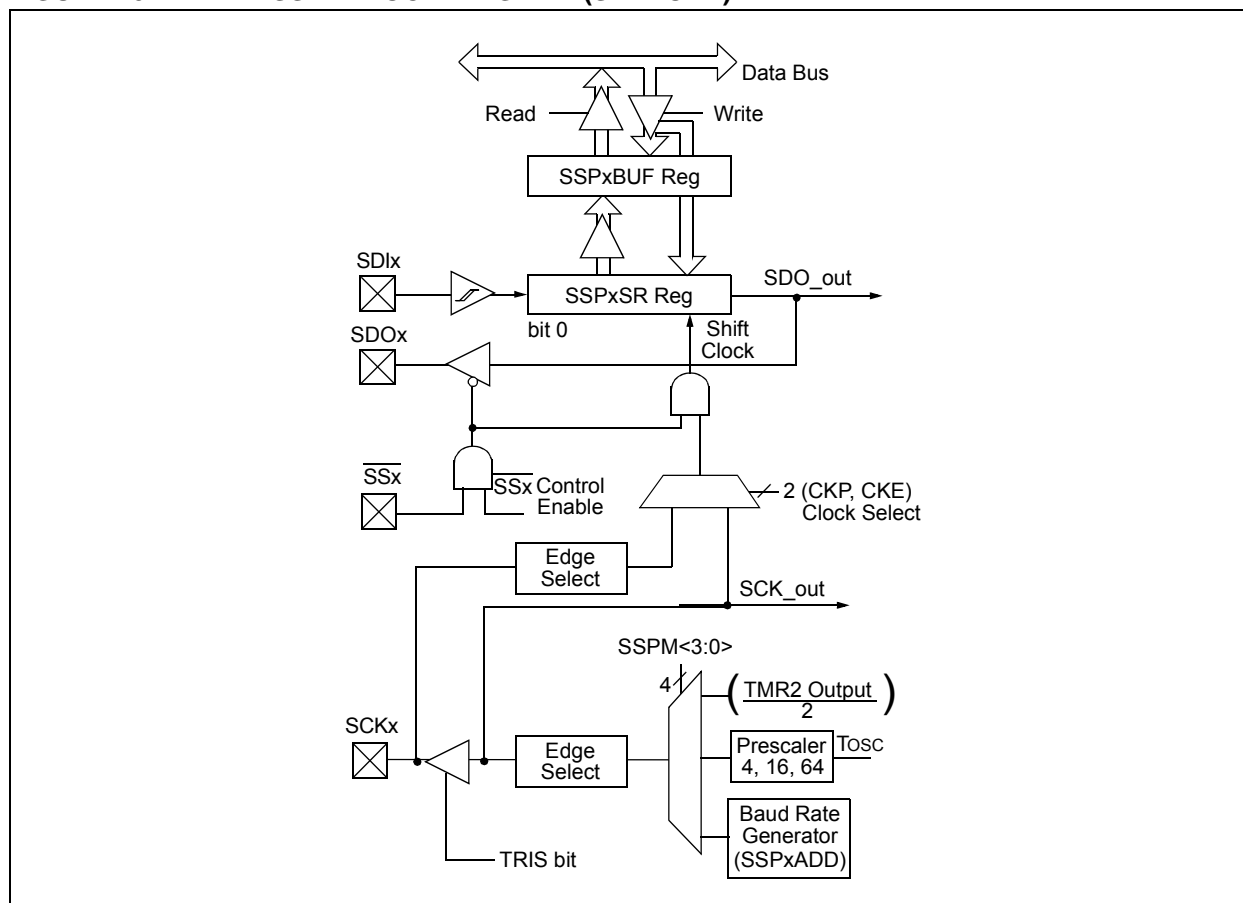 Data Bus
Read
Write
SSPxBUF Reg
SDIx
SSPxSR Reg
SDO_out
bit 0
Shift
Clock
SDOx
SSx
SSx Control
Enable
2 (CKP, CKE)
Clock Select
Edge
Select
SCK_out
SSPM<3:0>
4
(TMR2 Output)
2
SCKx
Edge
Select
Prescaler
4, 16, 64
TOSC
Baud Rate
Generator
(SSPxADD)
TRIS bit